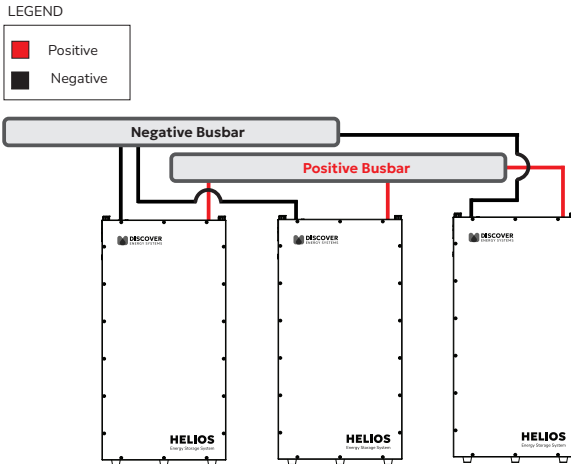 LEGEND
Positive
Negative
Negative Busbar
Positive Busbar
DISCOVER
ENERGY SYSTEMS
DISCOVER
ENERGY SYSTEMS
DISCOVER
ENERGY SYSTEMS
HELIOS
Energy Storage System
HELIOS
Energy Storage System
HELIOS
Energy Storage System